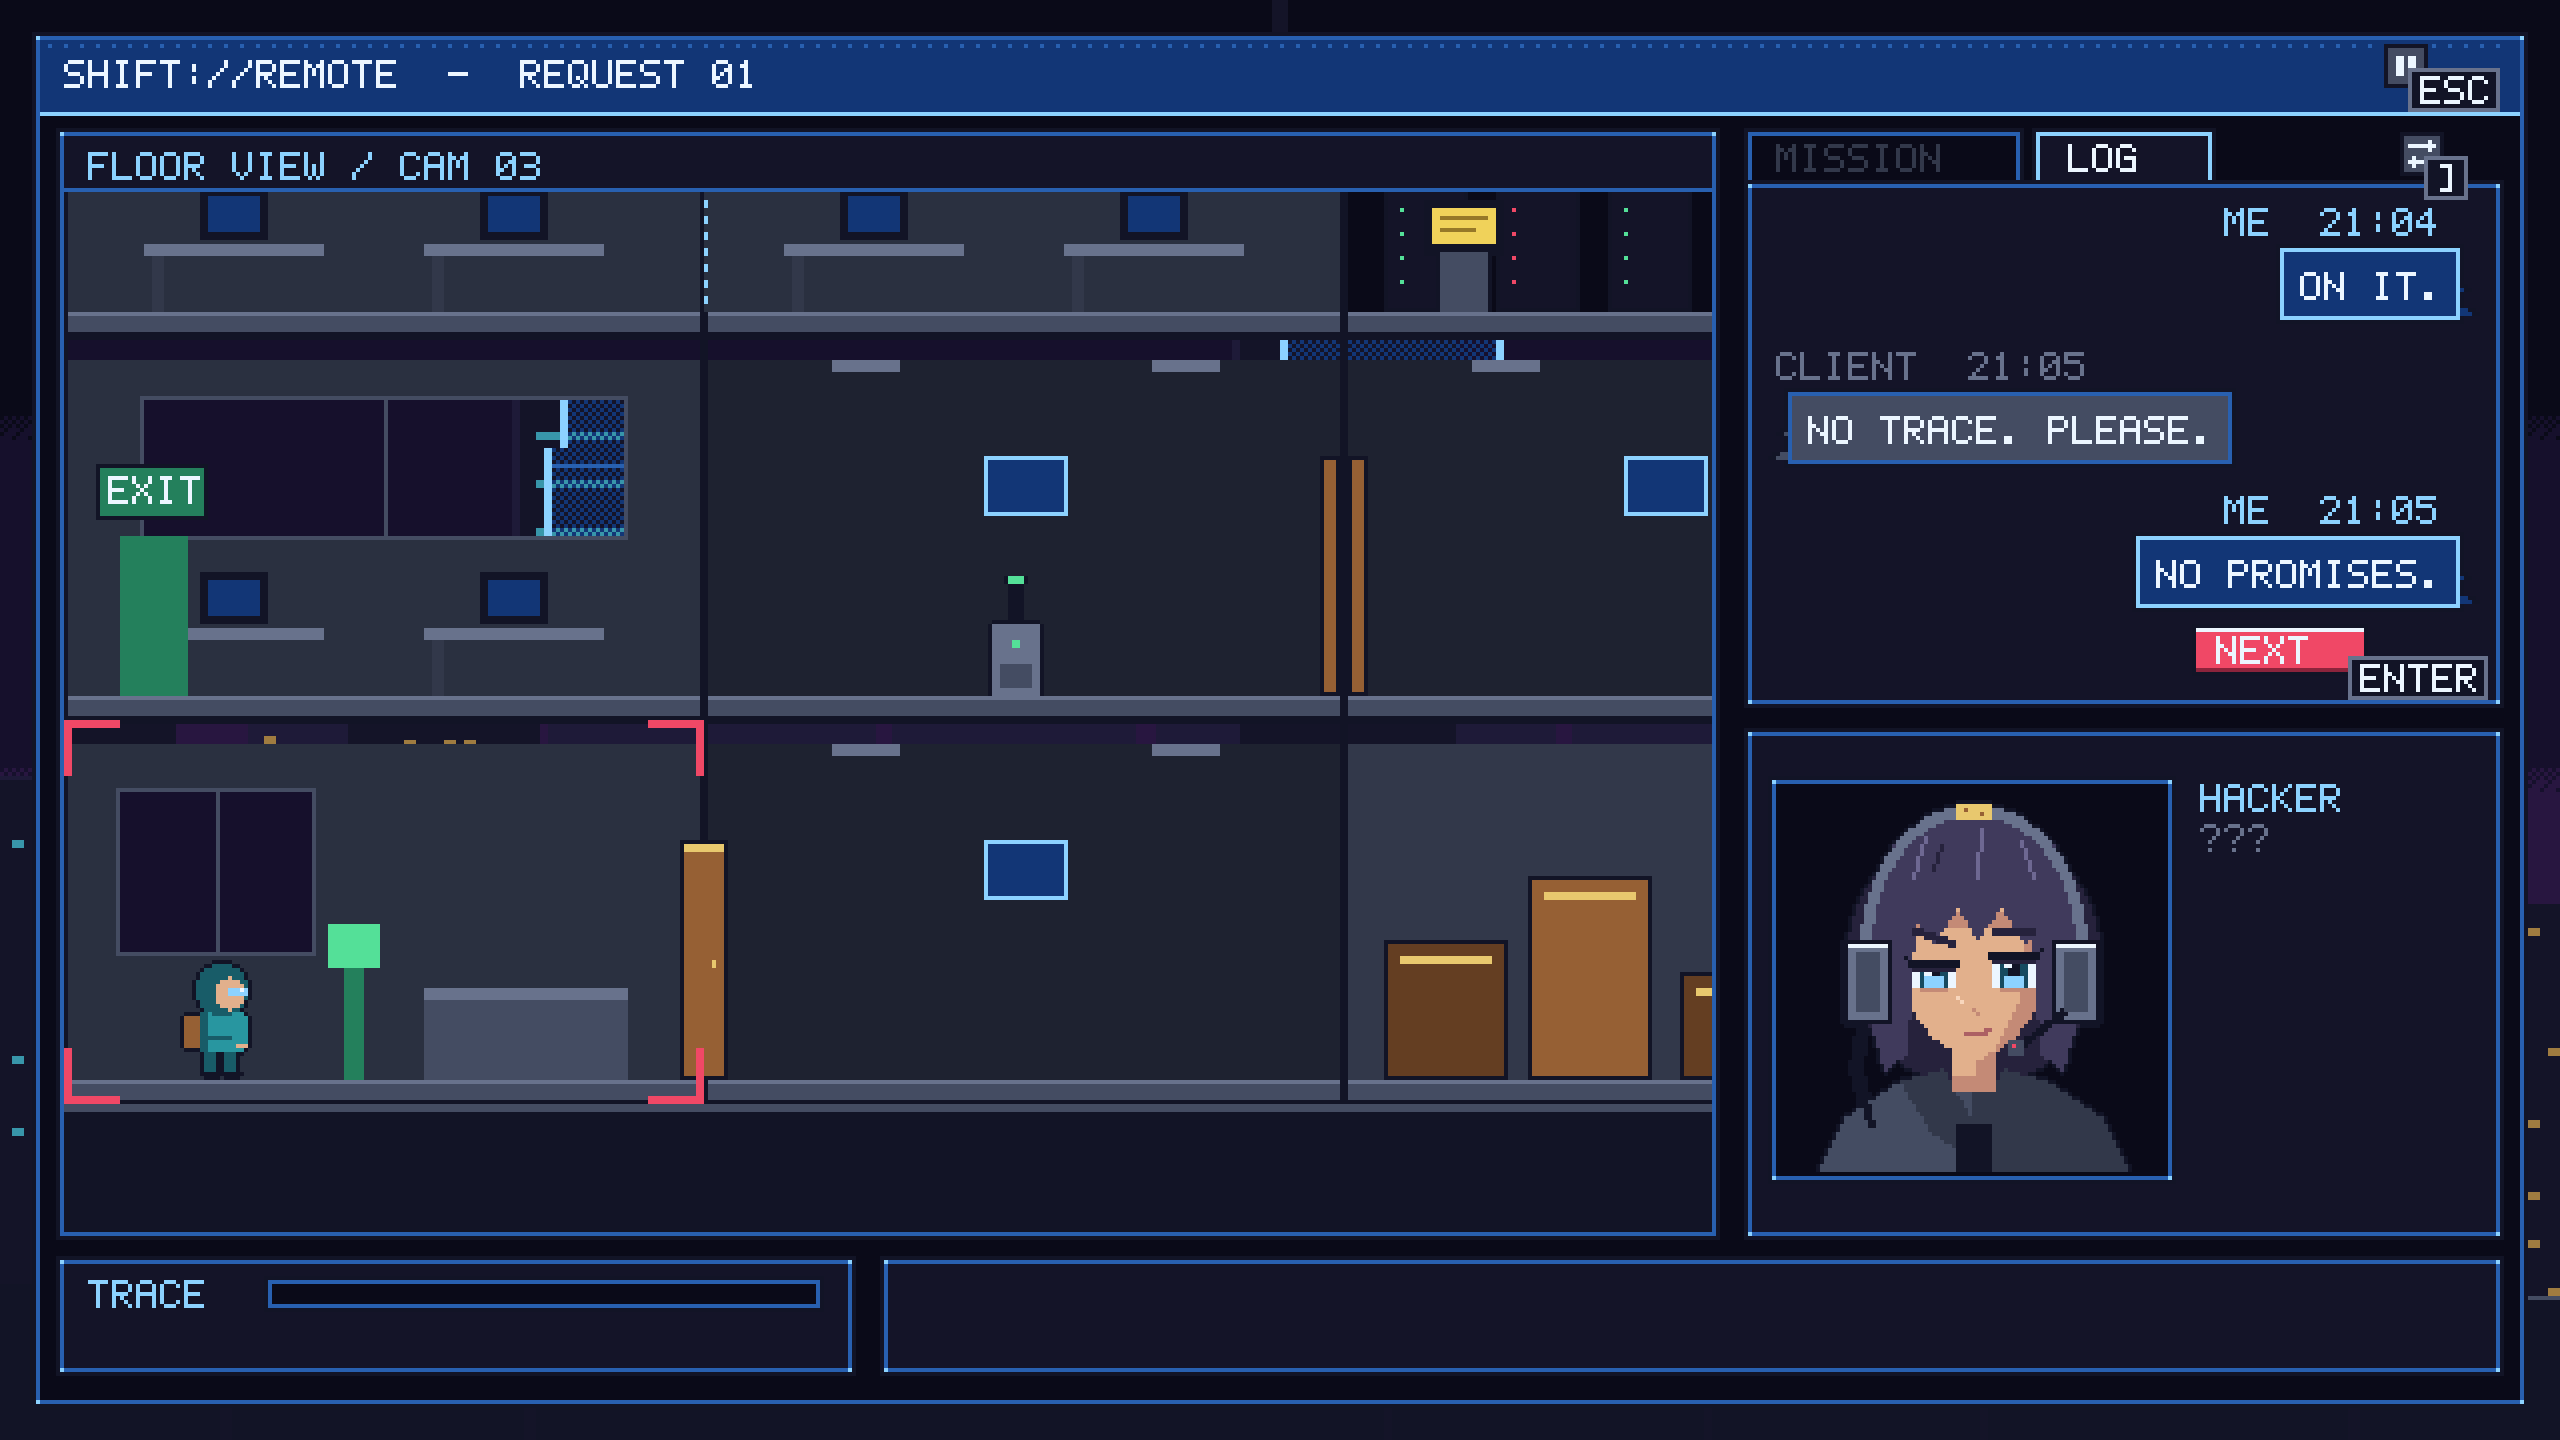 SHIFT://REMOTE - REQUEST 01
ESC
FLOOR VIEW / CAM 03
EXIT
MISSION
LOG
]
ME 21:04
ON IT.
CLIENT 21:05
NO TRACE. PLEASE.
ME 21:05
NO PROMISES.
NEXT
ENTER
HACKER
???
TRACE